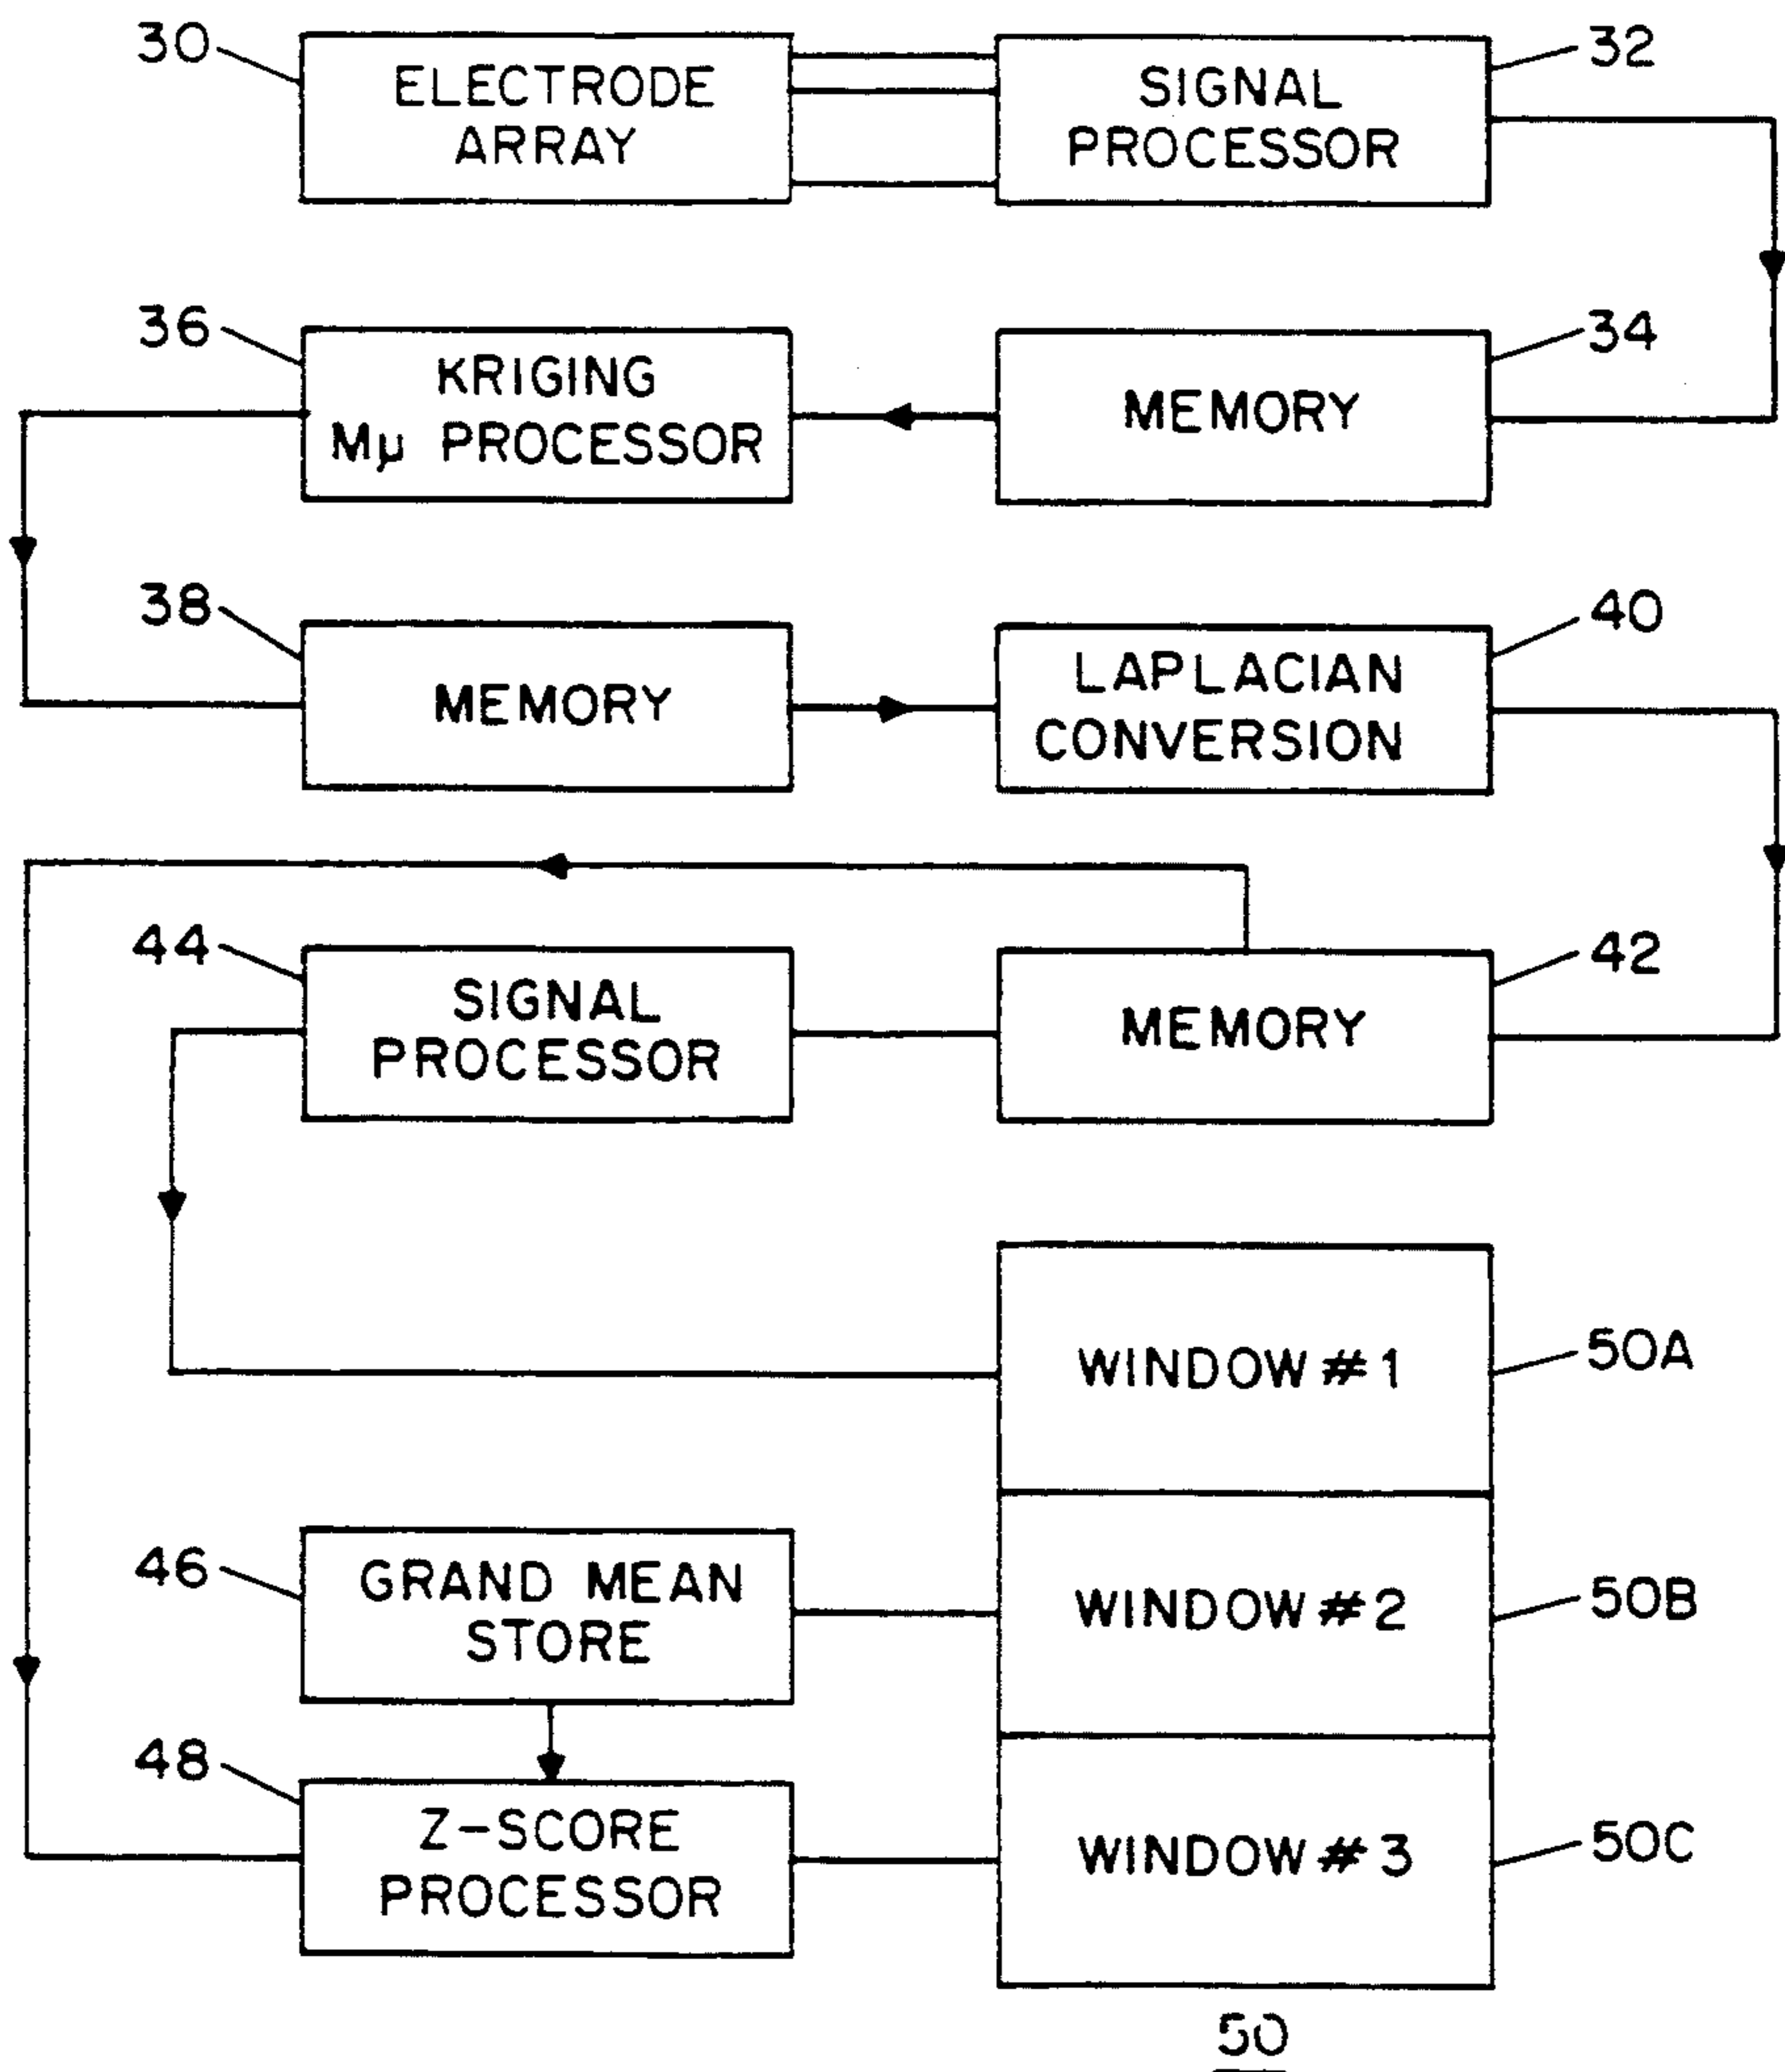 30
ELECTRODE
ARRAY
SIGNAL
PROCESSOR
32
36
KRIGING
Mμ PROCESSOR
MEMORY
34
38
MEMORY
LAPLACIAN
CONVERSION
40
44
SIGNAL
PROCESSOR
MEMORY
42
WINDOW #1
50A
46
GRAND MEAN
STORE
WINDOW #2
50B
48
Z-SCORE
PROCESSOR
WINDOW #3
50C
50